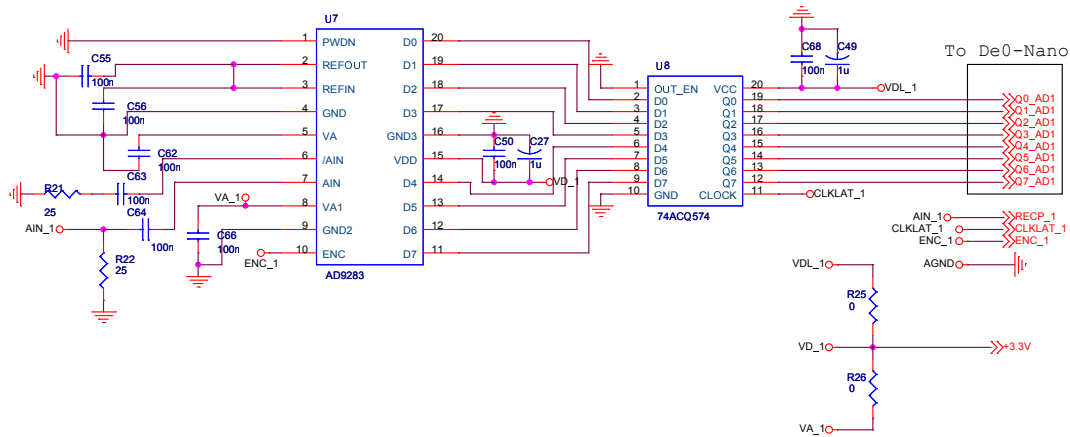 U7
AD9283
1 PWDN D0 20
2 REFOUT D1 19
3 REFIN D2 18
4 GND D3 17
5 VA GND3 16
6 /AIN VDD 15
7 AIN D4 14
8 VA1 D5 13
9 GND2 D6 12
10 ENC D7 11
C55
100n
C56
100n
C62
100n
C63
100n
R21
25
C64
100n
AIN_1
R22
25
VA_1
C66
100n
ENC_1
C50
100n
C27
1u
VD_1
U8
74ACQ574
1 OUT_EN VCC 20
2 D0 Q0 19
3 D1 Q1 18
4 D2 Q2 17
5 D3 Q3 16
6 D4 Q4 15
7 D5 Q5 14
8 D6 Q6 13
9 D7 Q7 12
10 GND CLOCK 11
C68
100n
C49
1u
VDL_1
CLKLAT_1
To De0-Nano
Q0_AD1
Q1_AD1
Q2_AD1
Q3_AD1
Q4_AD1
Q5_AD1
Q6_AD1
Q7_AD1
AIN_1 RECP_1
CLKLAT_1 CLKLAT_1
ENC_1 ENC_1
VDL_1 AGND
R25
0
VD_1 +3.3V
R26
0
VA_1